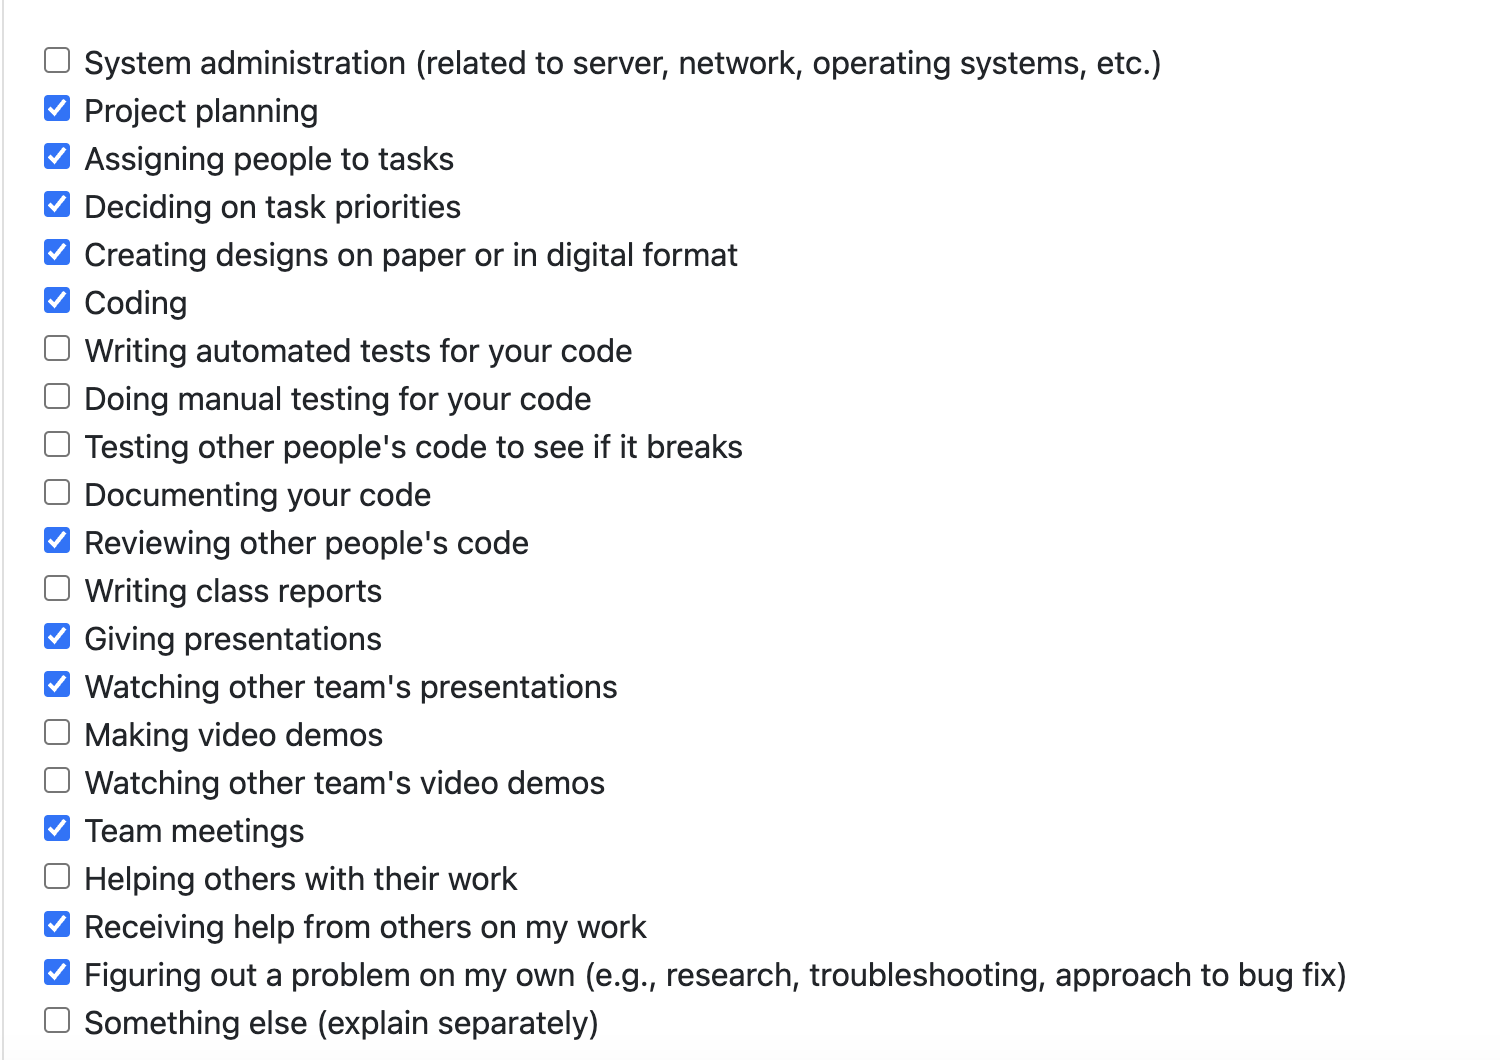 System administration (related to server, network, operating systems, etc.)
Project planning
Assigning people to tasks
Deciding on task priorities
Creating designs on paper or in digital format
Coding
Writing automated tests for your code
Doing manual testing for your code
Testing other people's code to see if it breaks
Documenting your code
Reviewing other people's code
Writing class reports
Giving presentations
Watching other team's presentations
Making video demos
Watching other team's video demos
Team meetings
Helping others with their work
Receiving help from others on my work
Figuring out a problem on my own (e.g., research, troubleshooting, approach to bug fix)
Something else (explain separately)